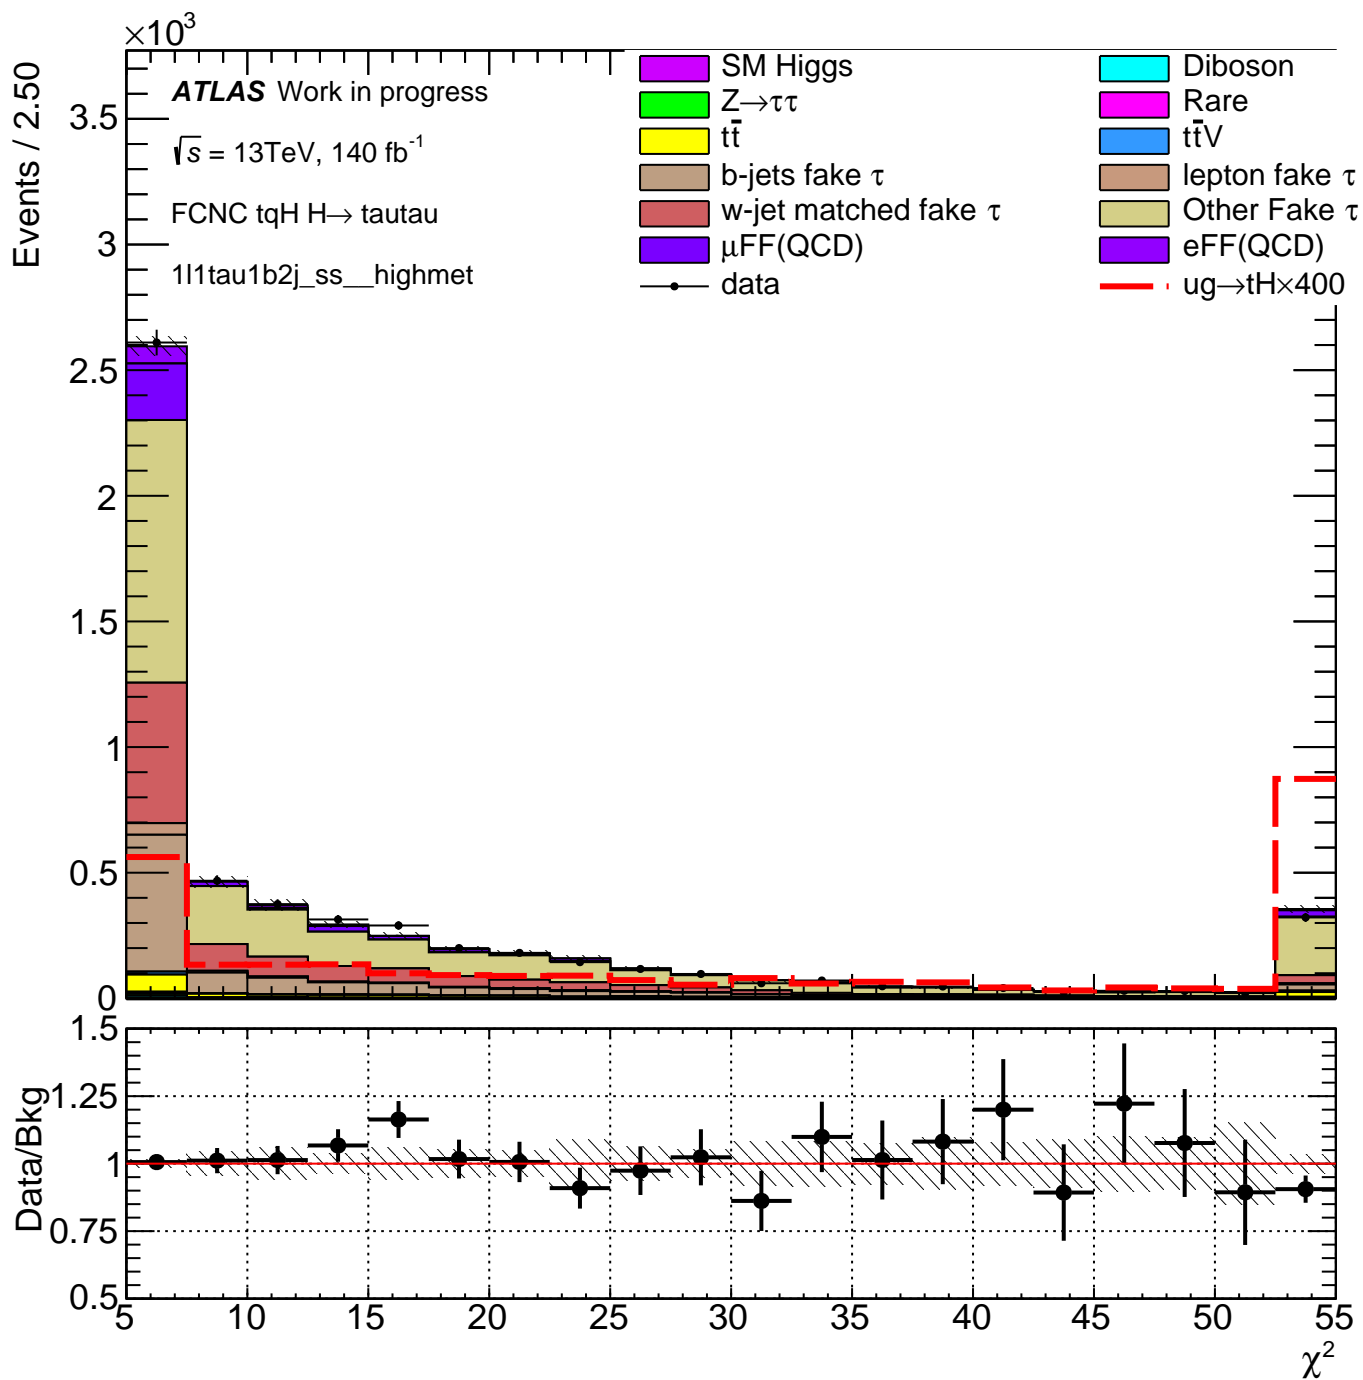 ×10³
Events / 2.50
ATLAS Work in progress
√s = 13TeV, 140 fb⁻¹
FCNC tqH H→ tautau
1l1tau1b2j_ss__highmet
SM Higgs
Diboson
Z→ττ
Rare
tt̄
tt̄V
b-jets fake τ
lepton fake τ
w-jet matched fake τ
Other Fake τ
μFF(QCD)
eFF(QCD)
data
ug→tH×400
3.5
3
2.5
2
1.5
1
0.5
0
Data/Bkg
1.5
1.25
1
0.75
0.5
5 10 15 20 25 30 35 40 45 50 55
χ²